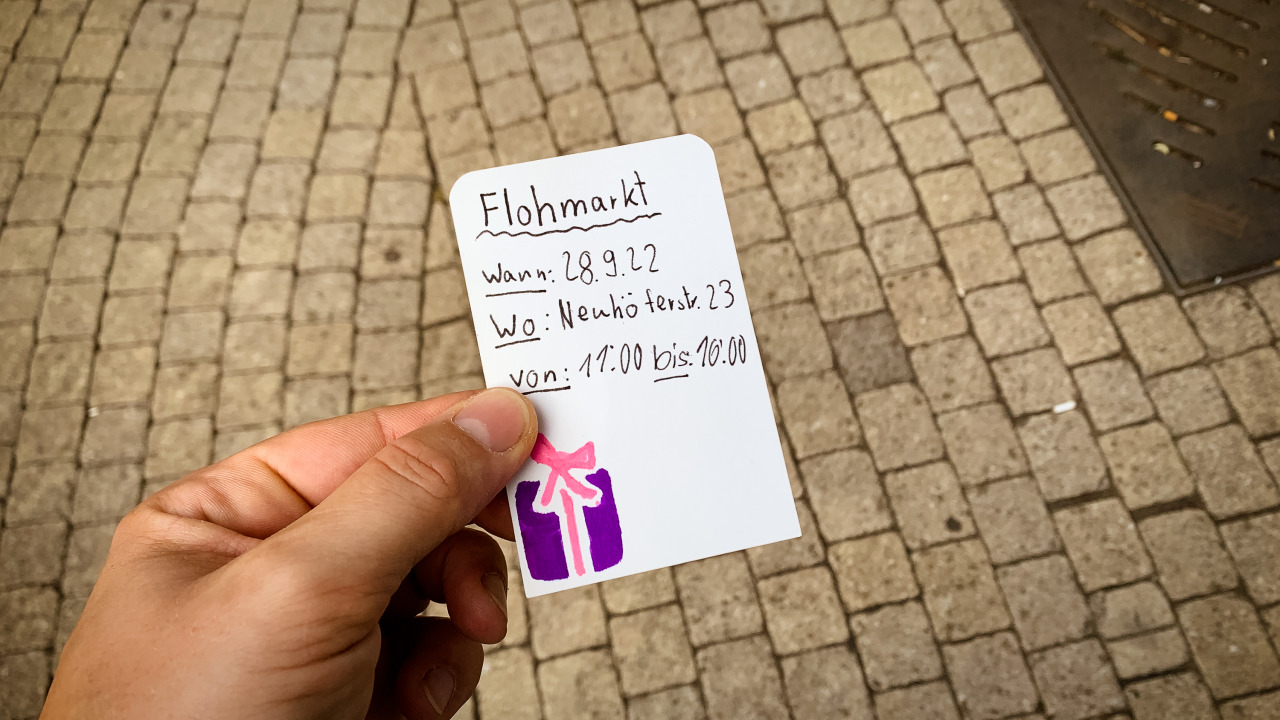 Flohmarkt
wann: 28.9.22
Wo: Neuhöferstr. 23
von: 11:00 bis: 16:00